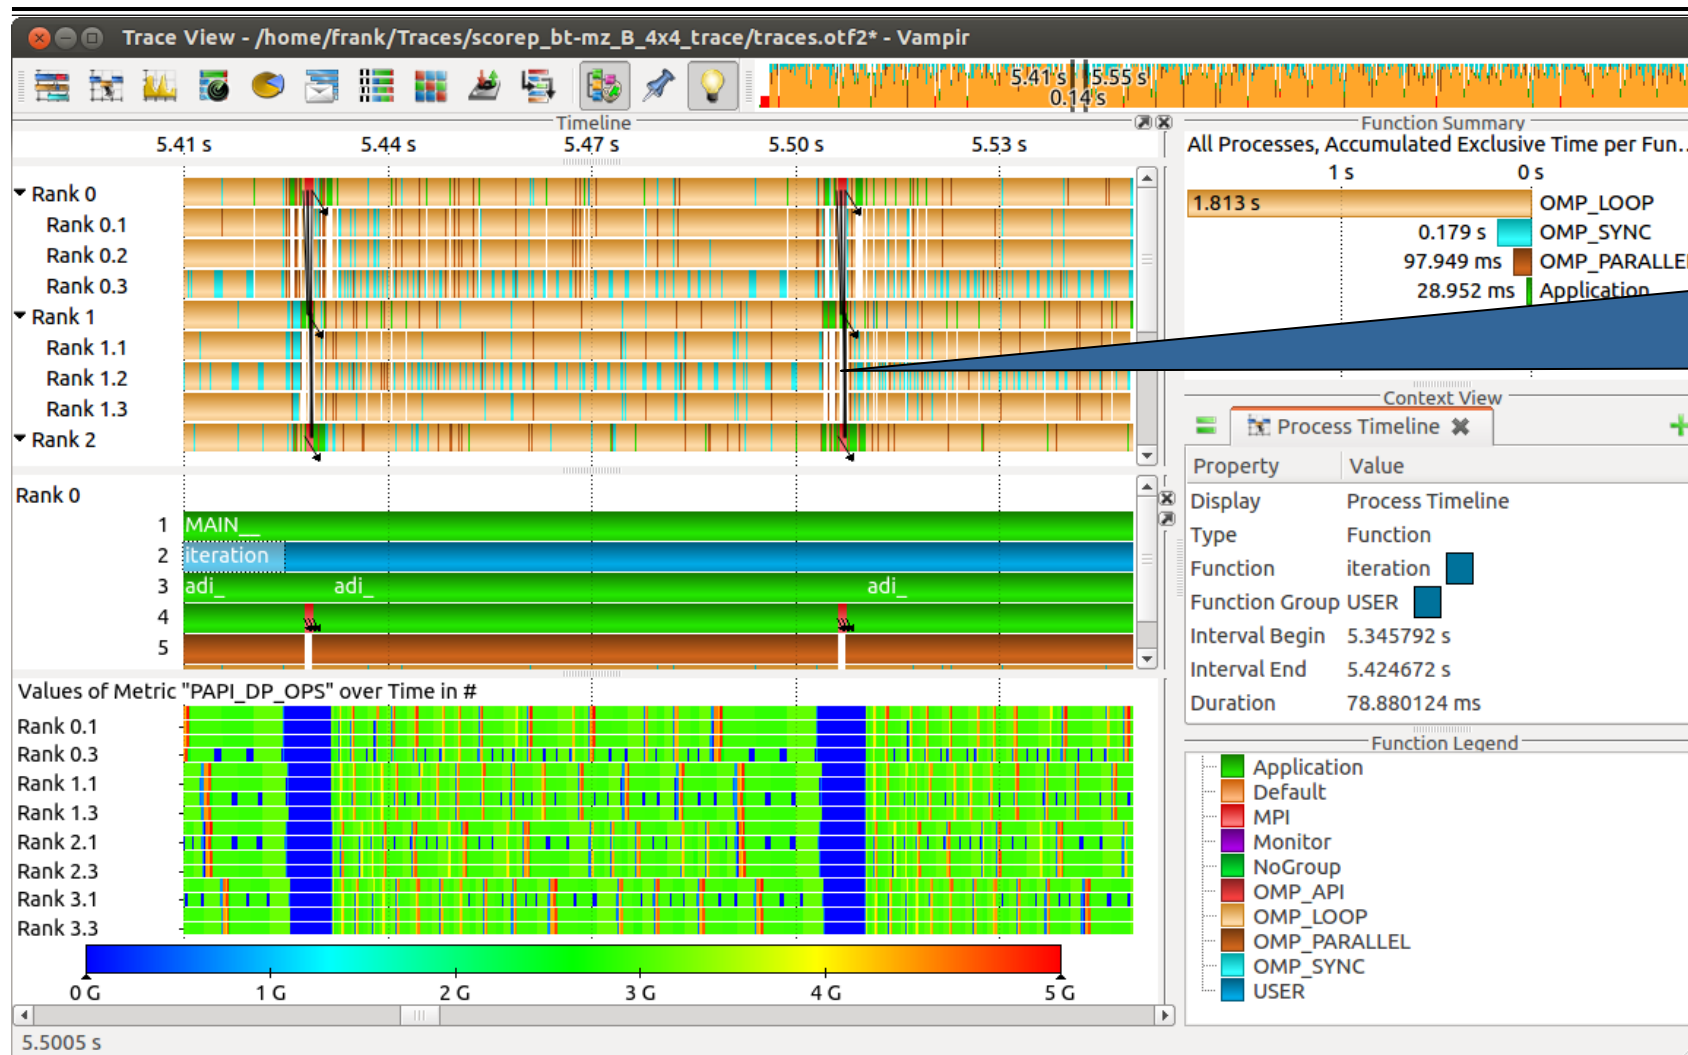 Trace View - /home/frank/Traces/scorep_bt-mz_B_4x4_trace/traces.otf2* - Vampir
5.41 s 5.55 s
0.14 s
Timeline
5.41 s 5.44 s 5.47 s 5.50 s 5.53 s
Rank 0
Rank 0.1
Rank 0.2
Rank 0.3
Rank 1
Rank 1.1
Rank 1.2
Rank 1.3
Rank 2
Rank 0
1 MAIN__
2 iteration
3 adi_ adi_ adi_
4
5
Values of Metric "PAPI_DP_OPS" over Time in #
Rank 0.1
Rank 0.3
Rank 1.1
Rank 1.3
Rank 2.1
Rank 2.3
Rank 3.1
Rank 3.3
0 G 1 G 2 G 3 G 4 G 5 G
5.5005 s
Function Summary
All Processes, Accumulated Exclusive Time per Fun..
1 s 0 s
1.813 s OMP_LOOP
0.179 s OMP_SYNC
97.949 ms OMP_PARALLE
28.952 ms Application
Context View
Process Timeline
Property Value
Display Process Timeline
Type Function
Function iteration
Function Group USER
Interval Begin 5.345792 s
Interval End 5.424672 s
Duration 78.880124 ms
Function Legend
Application
Default
MPI
Monitor
NoGroup
OMP_API
OMP_LOOP
OMP_PARALLEL
OMP_SYNC
USER